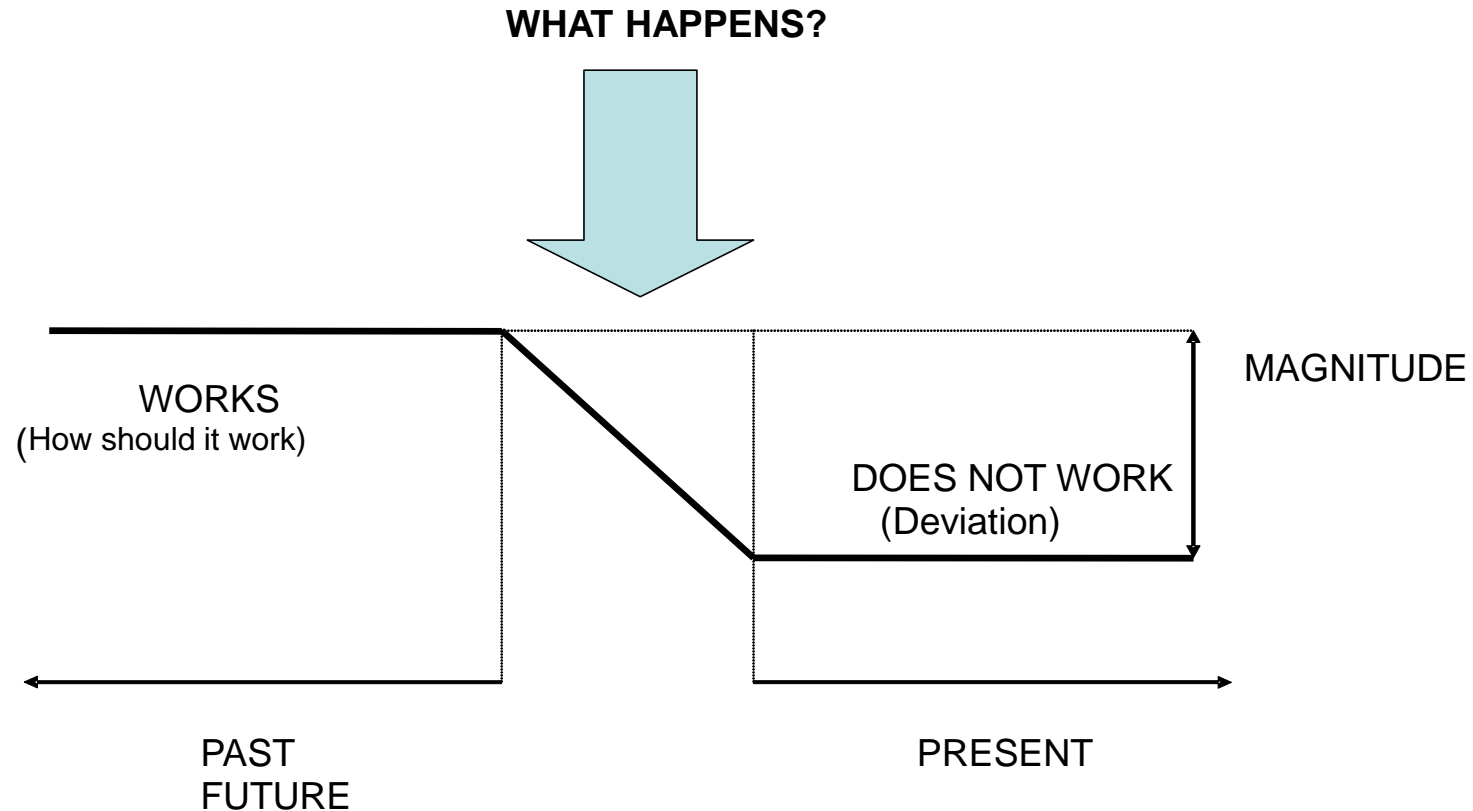 WHAT HAPPENS?
MAGNITUDE
WORKS
(How should it work)
DOES NOT WORK
(Deviation)
PAST
FUTURE
PRESENT